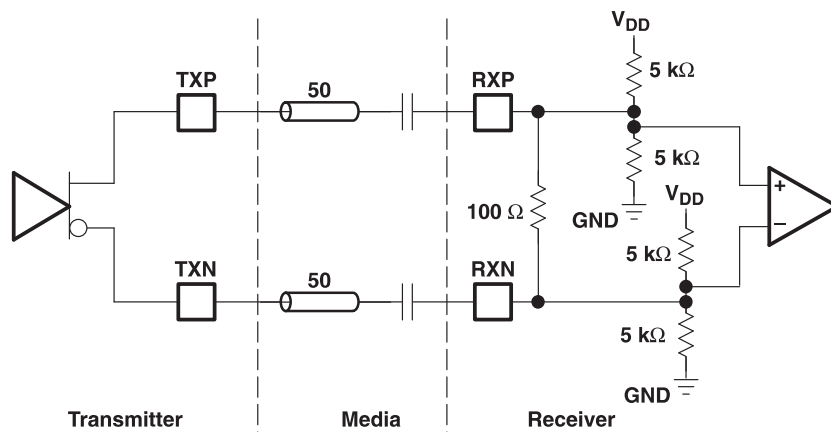 V_DD
5 kΩ
TXP
50
RXP
5 kΩ
V_DD
+
100 Ω
GND
−
5 kΩ
TXN
50
RXN
5 kΩ
GND
Transmitter
Media
Receiver